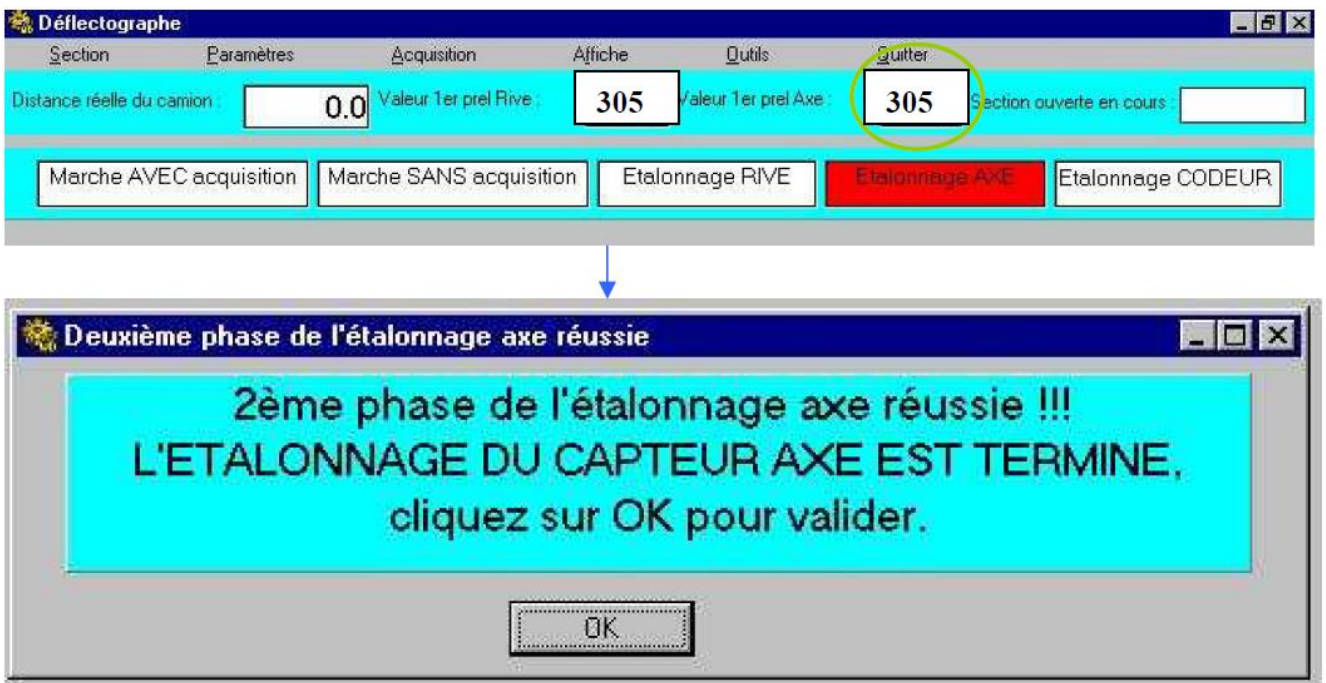 Déflectographe
Section Paramètres Acquisition Affiche Outils Quitter
Distance réelle du camion : 0.0 Valeur 1er prel Rive : 305 Valeur 1er prel Axe : 305 Section ouverte en cours :
Marche AVEC acquisition Marche SANS acquisition Etalonnage RIVE Etalonnage AXE Etalonnage CODEUR
Deuxième phase de l'étalonnage axe réussie
2ème phase de l'étalonnage axe réussie !!!
L'ETALONNAGE DU CAPTEUR AXE EST TERMINE,
cliquez sur OK pour valider.
OK